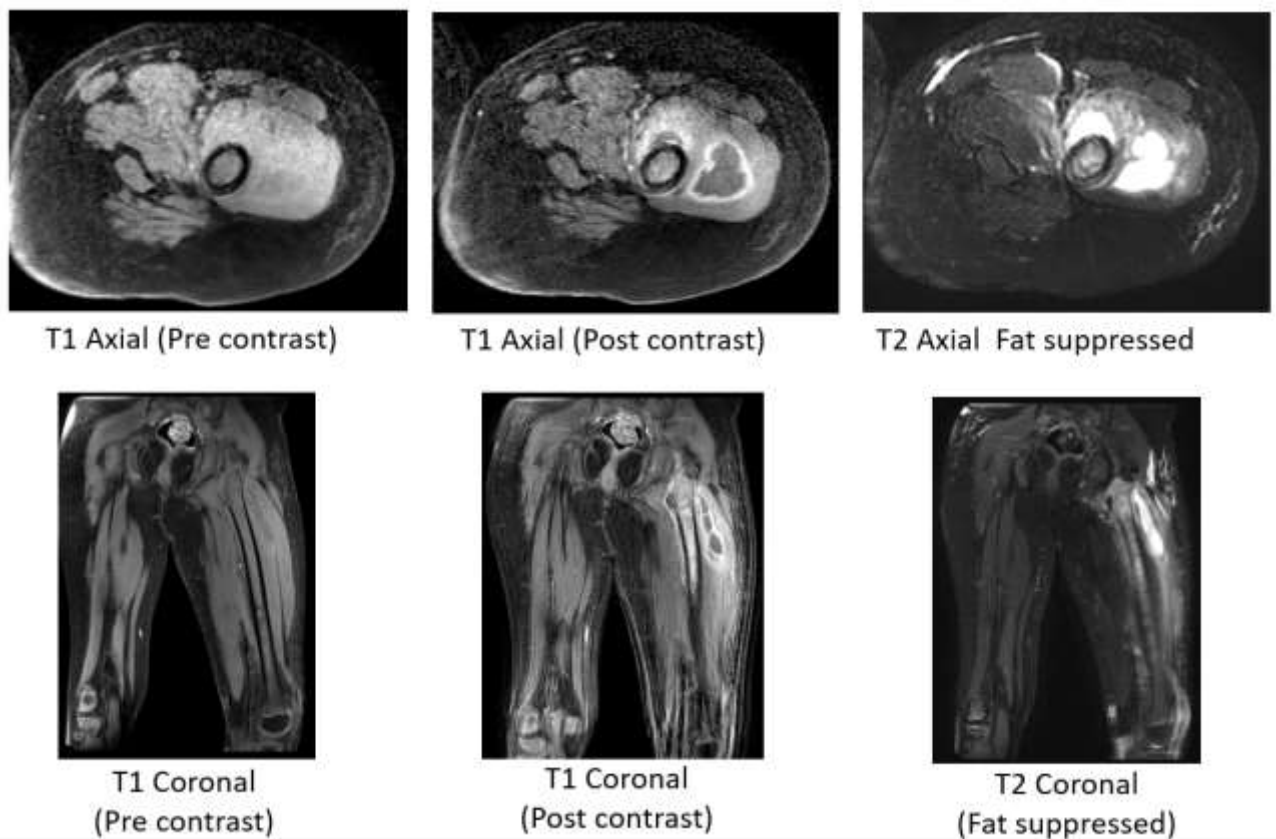 T1 Axial (Pre contrast)
T1 Axial (Post contrast)
T2 Axial Fat suppressed
T1 Coronal
(Pre contrast)
T1 Coronal
(Post contrast)
T2 Coronal
(Fat suppressed)